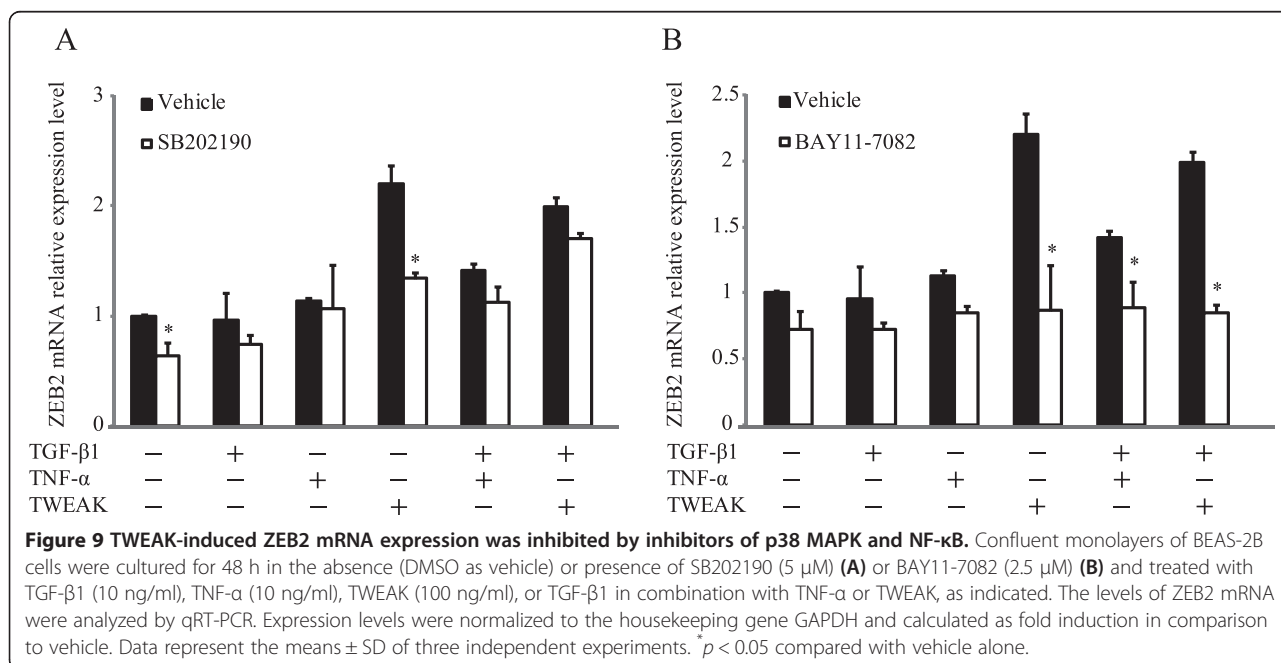 A
ZEB2 mRNA relative expression level
3
2
1
0
Vehicle
SB202190
TGF-β1 – + – – + +
TNF-α – – + – + –
TWEAK – – – + – +
* *
B
ZEB2 mRNA relative expression level
2.5
2
1.5
1
0.5
0
Vehicle
BAY11-7082
* * *
– + – – + +
– – + – + –
– – – + – +
Figure 9 TWEAK-induced ZEB2 mRNA expression was inhibited by inhibitors of p38 MAPK and NF-κB. Confluent monolayers of BEAS-2B
cells were cultured for 48 h in the absence (DMSO as vehicle) or presence of SB202190 (5 μM) (A) or BAY11-7082 (2.5 μM) (B) and treated with
TGF-β1 (10 ng/ml), TNF-α (10 ng/ml), TWEAK (100 ng/ml), or TGF-β1 in combination with TNF-α or TWEAK, as indicated. The levels of ZEB2 mRNA
were analyzed by qRT-PCR. Expression levels were normalized to the housekeeping gene GAPDH and calculated as fold induction in comparison
to vehicle. Data represent the means ± SD of three independent experiments. *p < 0.05 compared with vehicle alone.